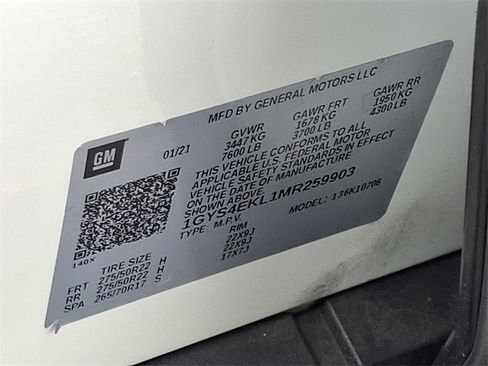 MFD BY GENERAL MOTORS LLC
GM
01/21
GVWR GAWR FRT GAWR RR
3447 KG 1678 KG 1950 KG
7600 LB 3700 LB 4300 LB
THIS VEHICLE CONFORMS TO ALL
APPLICABLE U.S. FEDERAL MOTOR
VEHICLE SAFETY STANDARDS IN EFFECT
ON THE DATE OF MANUFACTURE
SHOWN ABOVE.
1GYS4EKL1MR259903
TYPE: M.P.V. MODEL: 136K10706
140X
TIRE SIZE RIM
FRT 275/50R22 H 22X9J
RR 275/50R22 H 22X9J
SPA 265/70R17 S 17X7J